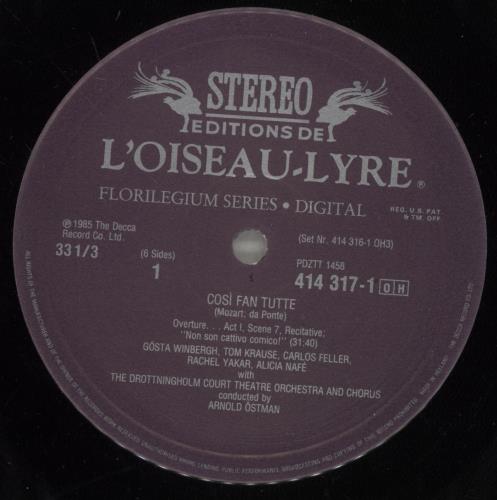 STEREO
EDITIONS DE
L'OISEAU-LYRE®
FLORILEGIUM SERIES • DIGITAL
REG. U.S. PAT.
& TM. OFF.
℗ 1985 The Decca
Record Co. Ltd.
(Set Nr. 414 316-1 OH3)
33 1/3
(6 Sides)
1
PDZTT 1458
414 317-1 OH
COSÌ FAN TUTTE
(Mozart: da Ponte)
Overture. . . Act I, Scene 7, Recitative:
"Non son cattivo comico!" (31:40)
GÖSTA WINBERGH, TOM KRAUSE, CARLOS FELLER,
RACHEL YAKAR, ALICIA NAFÉ
with
THE DROTTNINGHOLM COURT THEATRE ORCHESTRA AND CHORUS
conducted by
ARNOLD ÖSTMAN